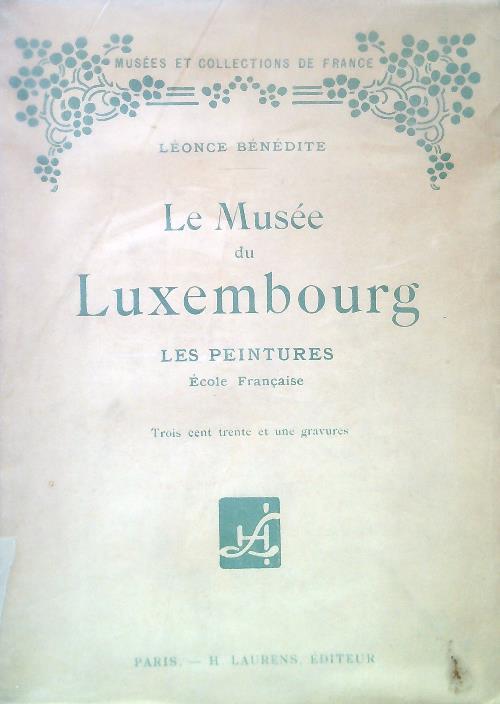 MUSÉES ET COLLECTIONS DE FRANCE
LÉONCE BÉNÉDITE
Le Musée
du
Luxembourg
LES PEINTURES
École Française
Trois cent trente et une gravures
HL
PARIS. — H. LAURENS, ÉDITEUR